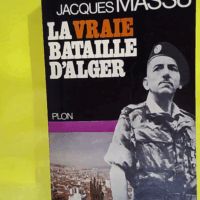 JACQUES MASSU
LA VRAIE
BATAILLE
D'ALGER
PLON